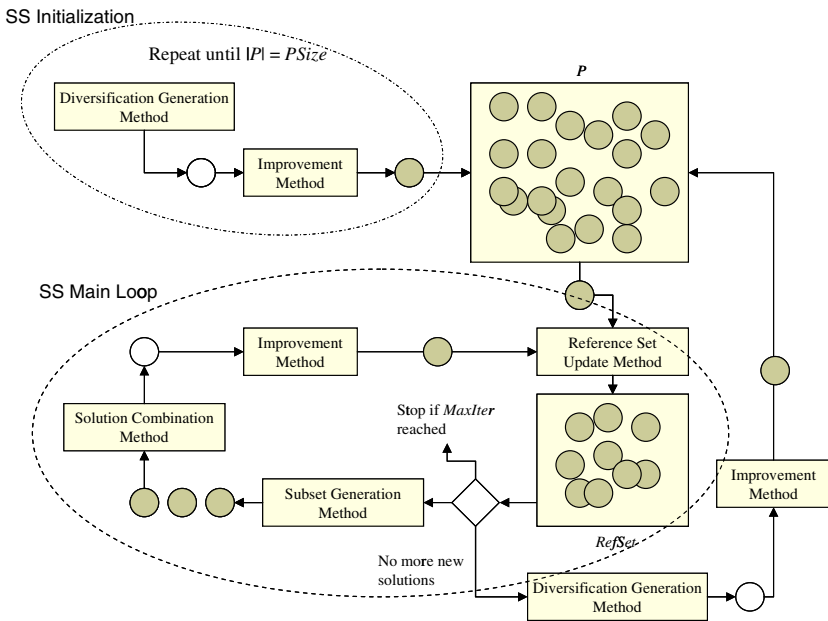 SS Initialization
Repeat until |P| = PSize
P
Diversification Generation
Method
Improvement
Method
SS Main Loop
Improvement
Method
Reference Set
Update Method
Stop if MaxIter
reached
Solution Combination
Method
Subset Generation
Method
Improvement
Method
RefSet
No more new
solutions
Diversification Generation
Method